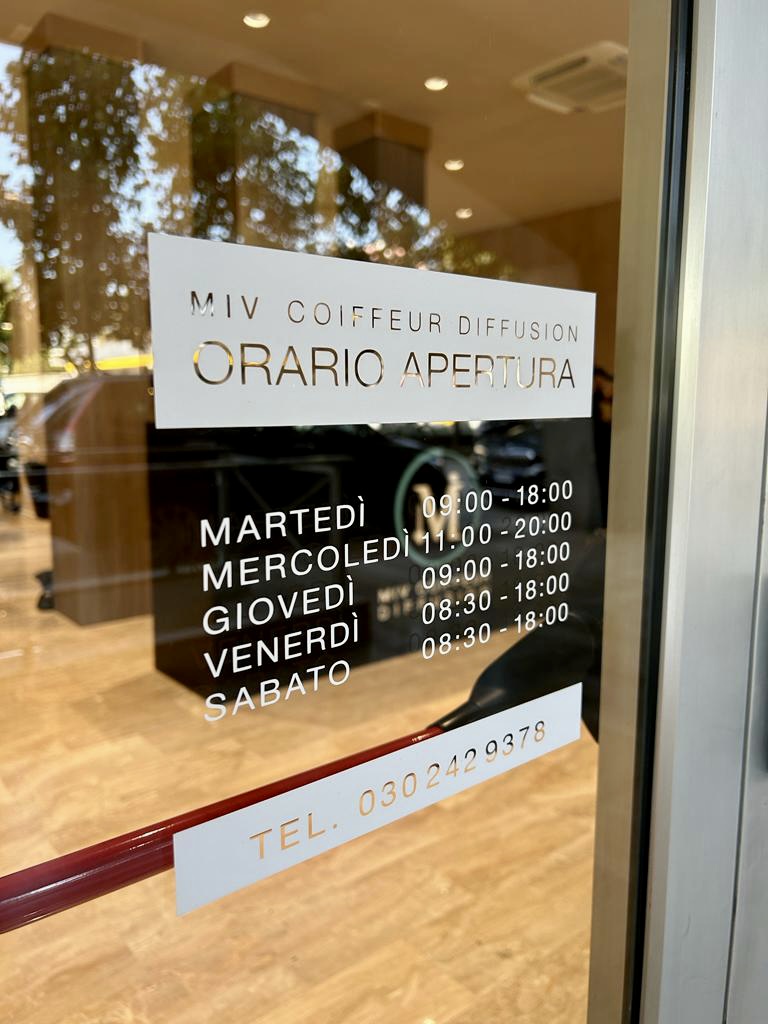 MIV COIFFEUR DIFFUSION
ORARIO APERTURA
MARTEDÌ 09:00 - 18:00
MERCOLEDÌ 11:00 - 20:00
GIOVEDÌ 09:00 - 18:00
VENERDÌ 08:30 - 18:00
SABATO 08:30 - 18:00
M
TEL. 030 242 9378